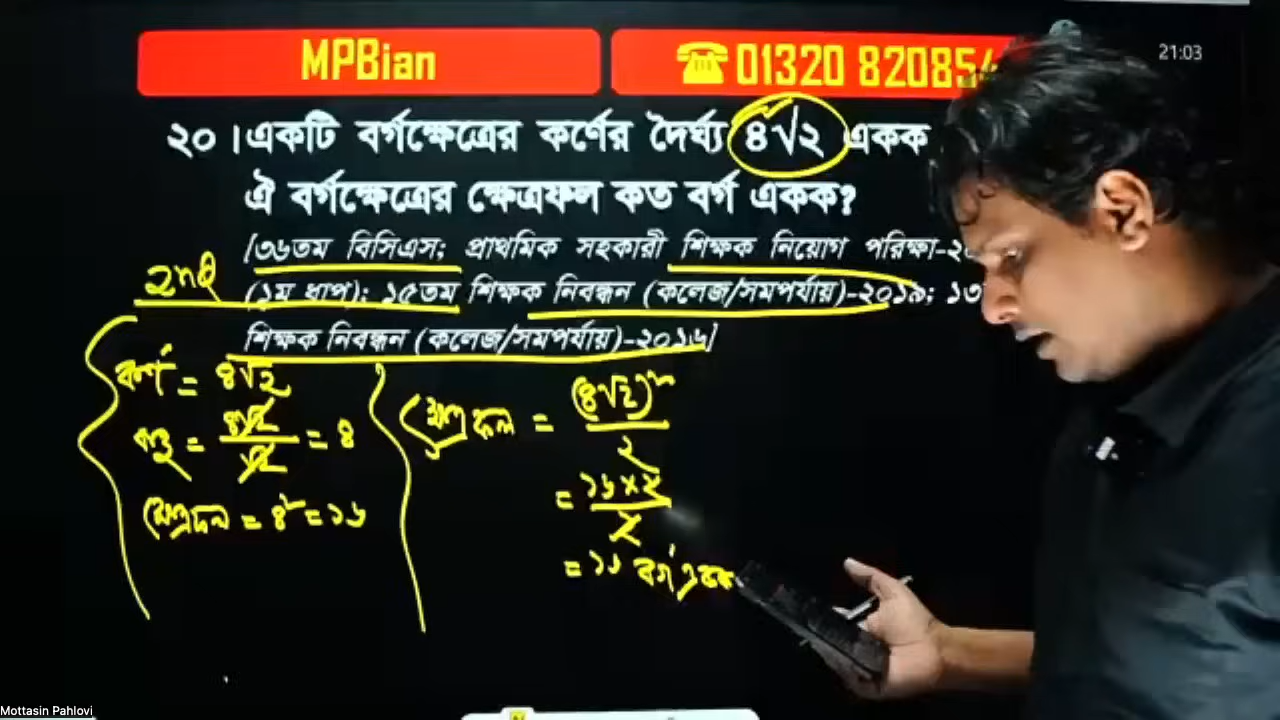 MPBian
☎01320 820854
21:03
২০।একটি বর্গক্ষেত্রের কর্ণের দৈর্ঘ্য ৪√২ একক
ঐ বর্গক্ষেত্রের ক্ষেত্রফল কত বর্গ একক?
[৩৬তম বিসিএস; প্রাথমিক সহকারী শিক্ষক নিয়োগ পরিক্ষা-২
(১ম ধাপ); ১৫তম শিক্ষক নিবন্ধন (কলেজ/সমপর্যায়)-২০১৯; ১৩
শিক্ষক নিবন্ধন (কলেজ/সমপর্যায়)-২০১৬]
কর্ণ = ৪√২
বাহু = ৪√২/√২ = ৪
ক্ষেত্রফল = ৪² = ১৬
ক্ষেত্রফল = (৪√২)²/২
= ১৬×২/২
= ১৬ বর্গ একক
Mottasin Pahlovi